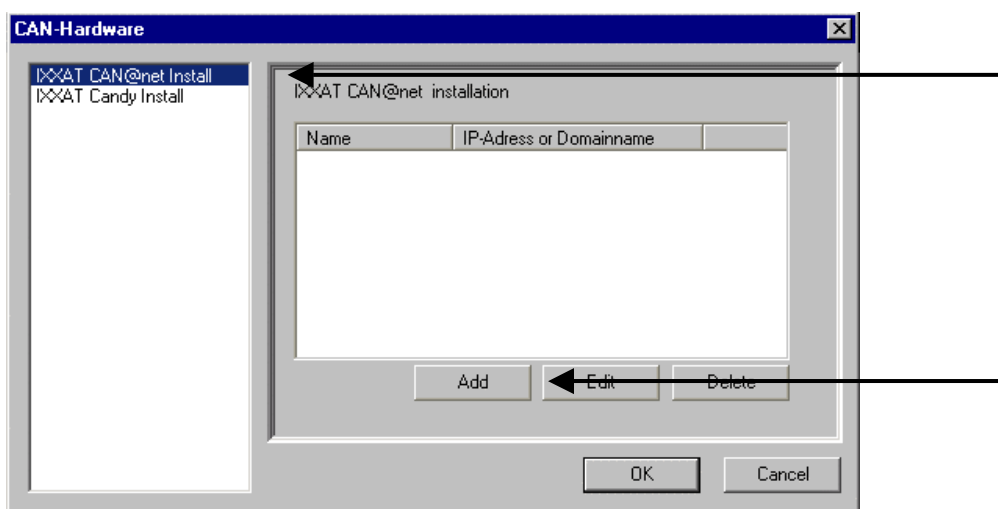 CAN-Hardware
IXXAT CAN@net Install
IXXAT Candy Install
IXXAT CAN@net installation
Name IP-Adress or Domainname
Add Edit Delete
OK Cancel